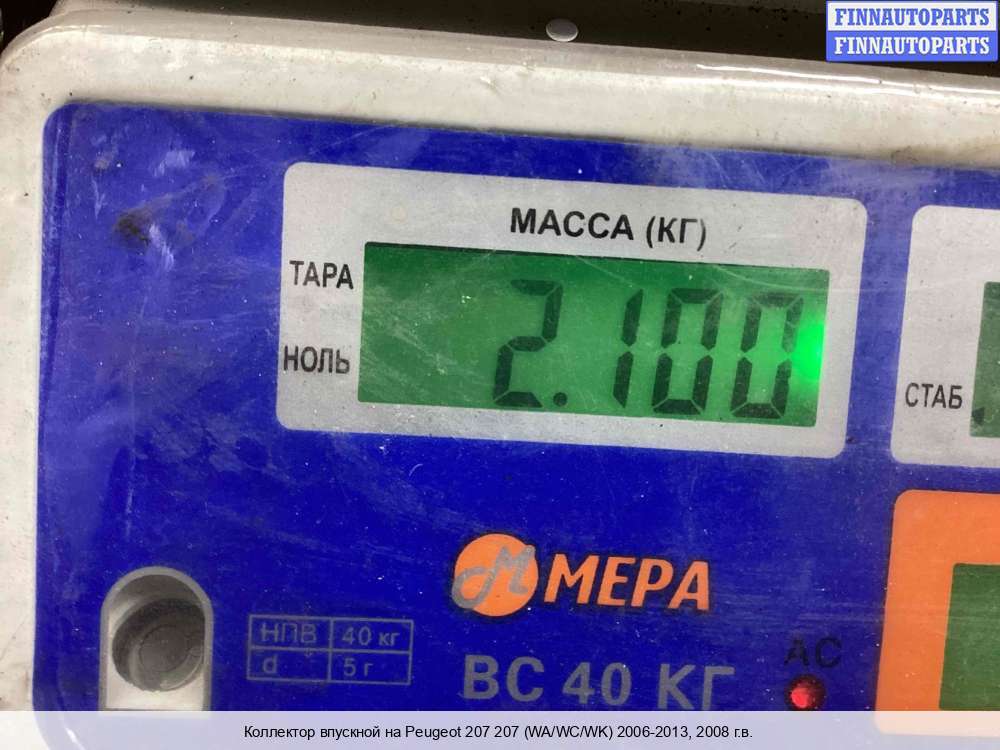 FINNAUTOPARTS
FINNAUTOPARTS
МАССА (КГ)
ТАРА
2.100
НОЛЬ
СТАБ
МЕРА
НПВ 40 кг
d 5 г
ВС 40 КГ
AC
Коллектор впускной на Peugeot 207 207 (WA/WC/WK) 2006-2013, 2008 г.в.